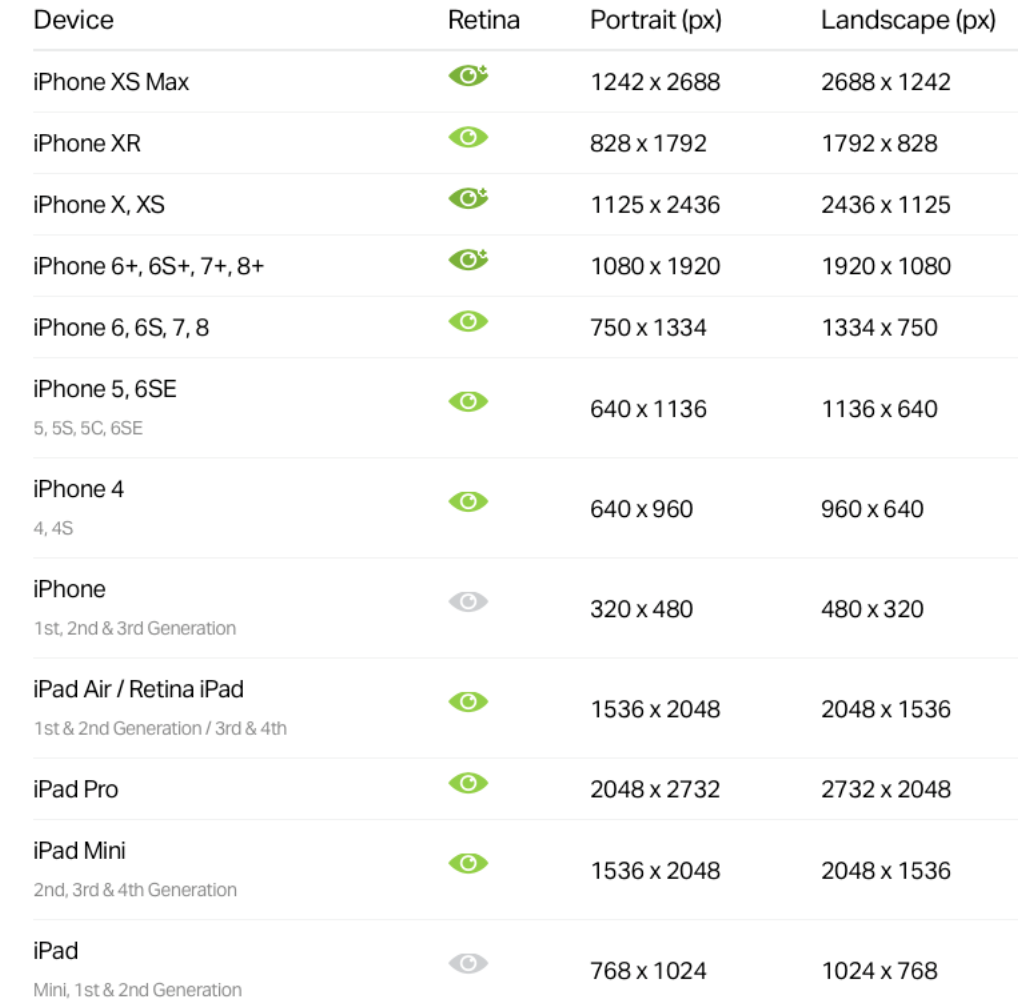 Device Retina Portrait (px) Landscape (px)
iPhone XS Max 1242 x 2688 2688 x 1242
iPhone XR 828 x 1792 1792 x 828
iPhone X, XS 1125 x 2436 2436 x 1125
iPhone 6+, 6S+, 7+, 8+ 1080 x 1920 1920 x 1080
iPhone 6, 6S, 7, 8 750 x 1334 1334 x 750
iPhone 5, 6SE 640 x 1136 1136 x 640
5, 5S, 5C, 6SE
iPhone 4 640 x 960 960 x 640
4, 4S
iPhone 320 x 480 480 x 320
1st, 2nd & 3rd Generation
iPad Air / Retina iPad 1536 x 2048 2048 x 1536
1st & 2nd Generation / 3rd & 4th
iPad Pro 2048 x 2732 2732 x 2048
iPad Mini 1536 x 2048 2048 x 1536
2nd, 3rd & 4th Generation
iPad 768 x 1024 1024 x 768
Mini, 1st & 2nd Generation